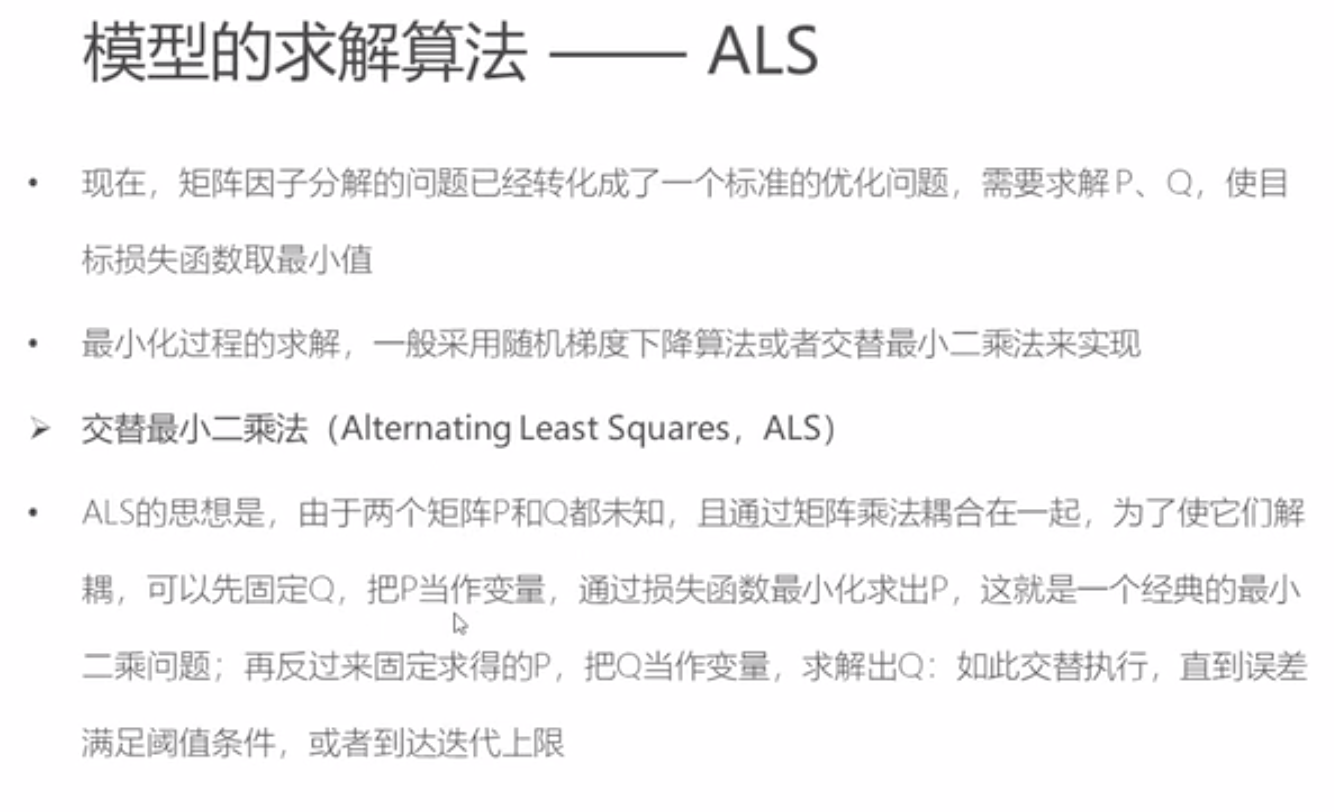 模型的求解算法 —— ALS
• 现在，矩阵因子分解的问题已经转化成了一个标准的优化问题，需要求解 P、Q，使目
标损失函数取最小值
• 最小化过程的求解，一般采用随机梯度下降算法或者交替最小二乘法来实现
➢ 交替最小二乘法（Alternating Least Squares，ALS）
• ALS的思想是，由于两个矩阵P和Q都未知，且通过矩阵乘法耦合在一起，为了使它们解
耦，可以先固定Q，把P当作变量，通过损失函数最小化求出P，这就是一个经典的最小
二乘问题；再反过来固定求得的P，把Q当作变量，求解出Q：如此交替执行，直到误差
满足阈值条件，或者到达迭代上限